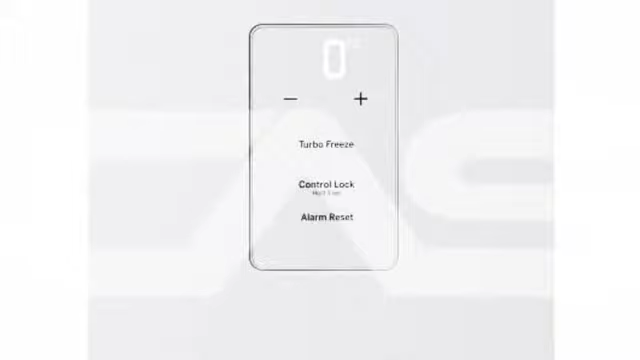 0
− +
Turbo Freeze
Control Lock
Alarm Reset